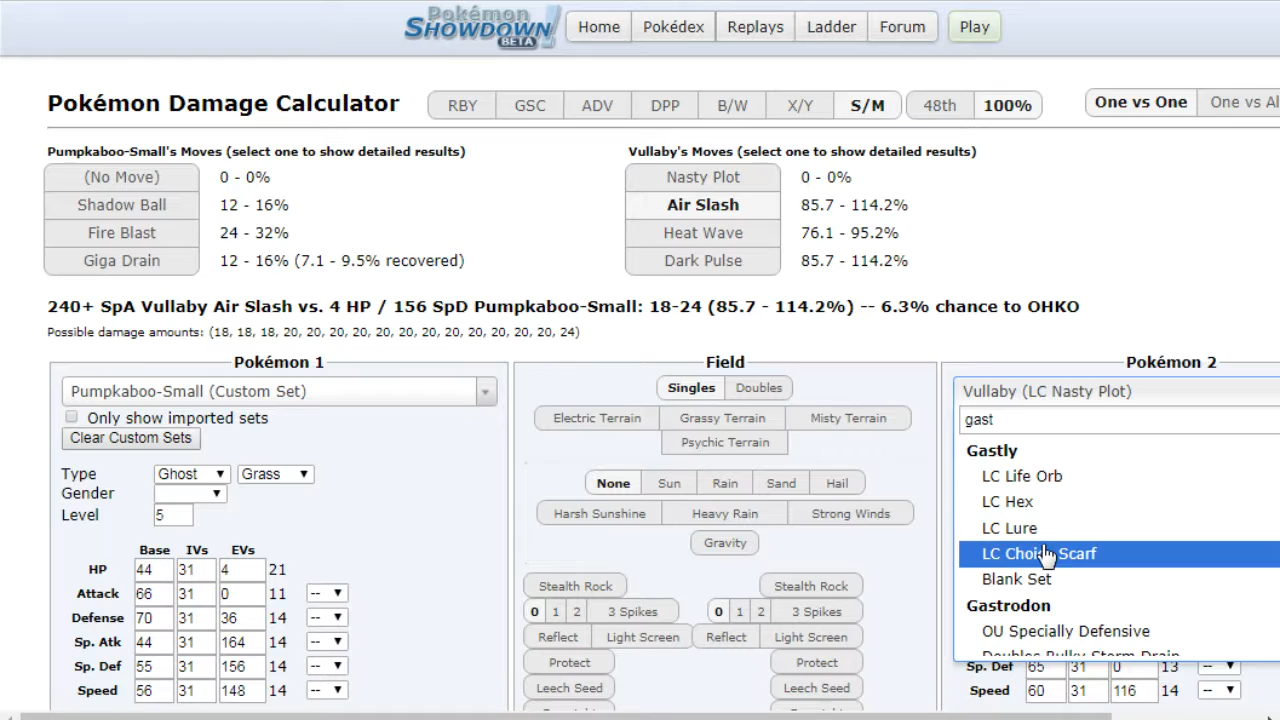 Pokémon
SHOWDOWN
BETA
Home Pokédex Replays Ladder Forum Play
Pokémon Damage Calculator RBY GSC ADV DPP B/W X/Y S/M 48th 100% One vs One One vs Al
Pumpkaboo-Small's Moves (select one to show detailed results) Vullaby's Moves (select one to show detailed results)
(No Move) 0 - 0% Nasty Plot 0 - 0%
Shadow Ball 12 - 16% Air Slash 85.7 - 114.2%
Fire Blast 24 - 32% Heat Wave 76.1 - 95.2%
Giga Drain 12 - 16% (7.1 - 9.5% recovered) Dark Pulse 85.7 - 114.2%
240+ SpA Vullaby Air Slash vs. 4 HP / 156 SpD Pumpkaboo-Small: 18-24 (85.7 - 114.2%) -- 6.3% chance to OHKO
Possible damage amounts: (18, 18, 18, 20, 20, 20, 20, 20, 20, 20, 20, 20, 20, 20, 20, 24)
Pokémon 1
Pumpkaboo-Small (Custom Set)
Only show imported sets
Clear Custom Sets
Type Ghost Grass
Gender
Level 5
Base IVs EVs
HP 44 31 4 21
Attack 66 31 0 11 --
Defense 70 31 36 14 --
Sp. Atk 44 31 164 14 --
Sp. Def 55 31 156 14 --
Speed 56 31 148 14 --
Field
Singles Doubles
Electric Terrain Grassy Terrain Misty Terrain
Psychic Terrain
None Sun Rain Sand Hail
Harsh Sunshine Heavy Rain Strong Winds
Gravity
Stealth Rock Stealth Rock
0 1 2 3 Spikes 0 1 2 3 Spikes
Reflect Light Screen Reflect Light Screen
Protect Protect
Leech Seed Leech Seed
Pokémon 2
Vullaby (LC Nasty Plot)
gast
Gastly
LC Life Orb
LC Hex
LC Lure
LC Choice Scarf
Blank Set
Gastrodon
OU Specially Defensive
Doubles Bulky Storm Drain
Sp. Def 65 31 0 13 --
Speed 60 31 116 14 --